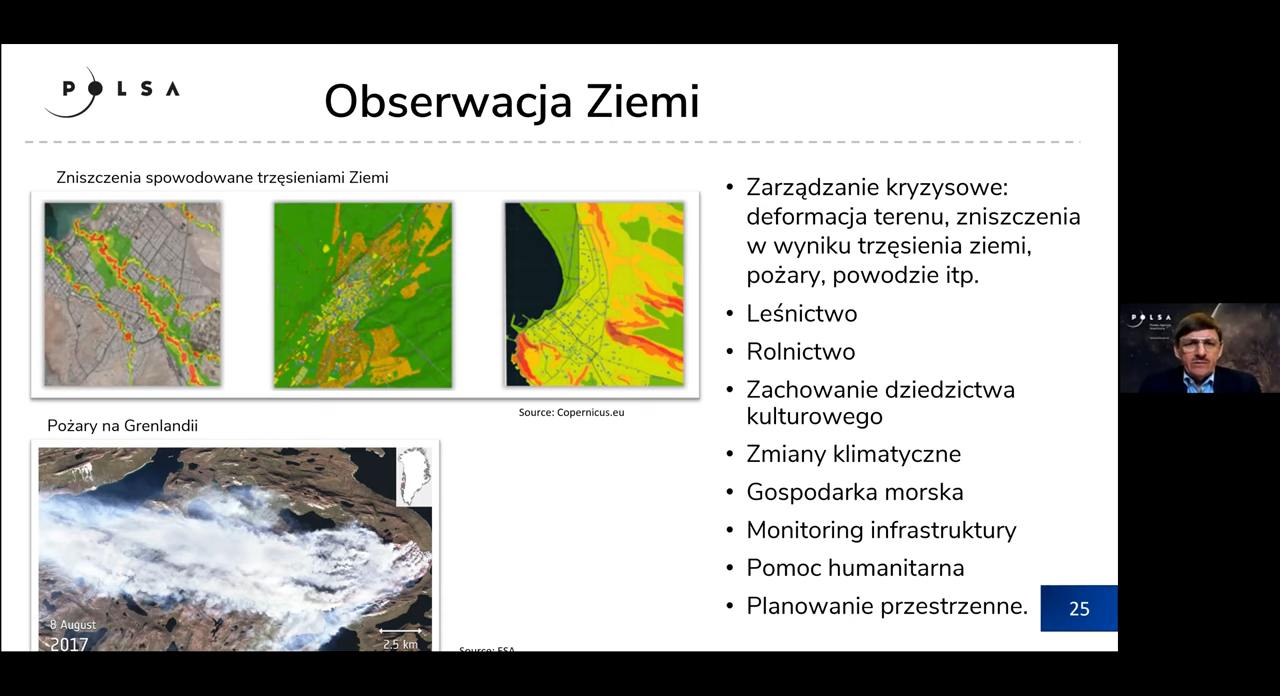 POLSA
Obserwacja Ziemi
Zniszczenia spowodowane trzęsieniami Ziemi
Source: Copernicus.eu
Pożary na Grenlandii
8 August
2017
2.5 km
Source: ESA
• Zarządzanie kryzysowe:
deformacja terenu, zniszczenia
w wyniku trzęsienia ziemi,
pożary, powodzie itp.
• Leśnictwo
• Rolnictwo
• Zachowanie dziedzictwa
kulturowego
• Zmiany klimatyczne
• Gospodarka morska
• Monitoring infrastruktury
• Pomoc humanitarna
• Planowanie przestrzenne.
25
POLSA